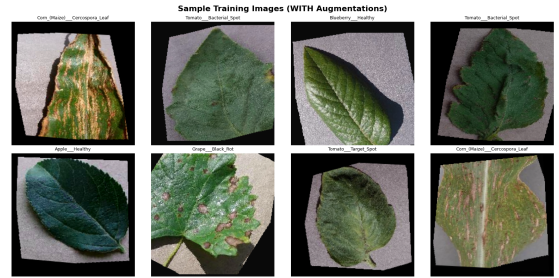 Sample Training Images (WITH Augmentations)
Corn_(Maize)___Cercospora_Leaf
Tomato___Bacterial_Spot
Blueberry___Healthy
Tomato___Bacterial_Spot
Apple___Healthy
Grape___Black_Rot
Tomato___Target_Spot
Corn_(Maize)___Cercospora_Leaf